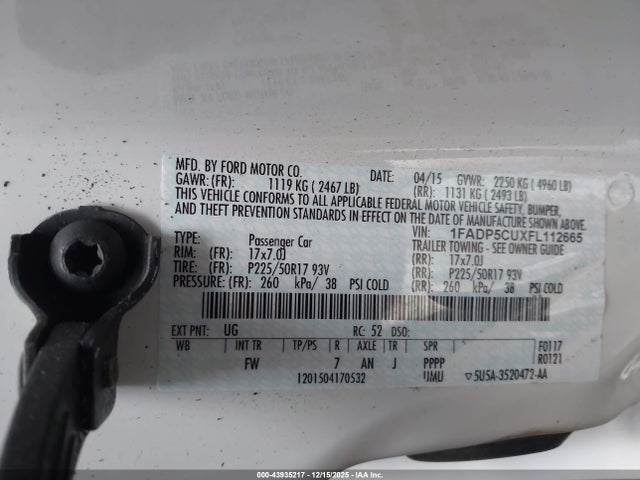 MFD. BY FORD MOTOR CO.
DATE: 04/15 GVWR: 2250 KG ( 4960 LB)
GAWR: (FR): 1119 KG ( 2467 LB) (RR): 1131 KG ( 2493 LB)
THIS VEHICLE CONFORMS TO ALL APPLICABLE FEDERAL MOTOR VEHICLE SAFETY, BUMPER,
AND THEFT PREVENTION STANDARDS IN EFFECT ON THE DATE OF MANUFACTURE SHOWN ABOVE.
VIN: 1FADP5CUXFL112665
TYPE: Passenger Car TRAILER TOWING - SEE OWNER GUIDE
RIM: (FR): 17x7.0J (RR): 17x7.0J
TIRE: (FR): P225/50R17 93V (RR): P225/50R17 93V
PRESSURE: (FR): 260 kPa/ 38 PSI COLD (RR): 260 kPa/ 38 PSI COLD
EXT PNT: UG RC: 52 DSO:
WB INT TR TP/PS R AXLE TR SPR F0117
FW 7 AN J PPPP R0121
1201504170532 UMU ▽5U5A-3520472-AA
000-43935217 - 12/15/2025 - IAA Inc.